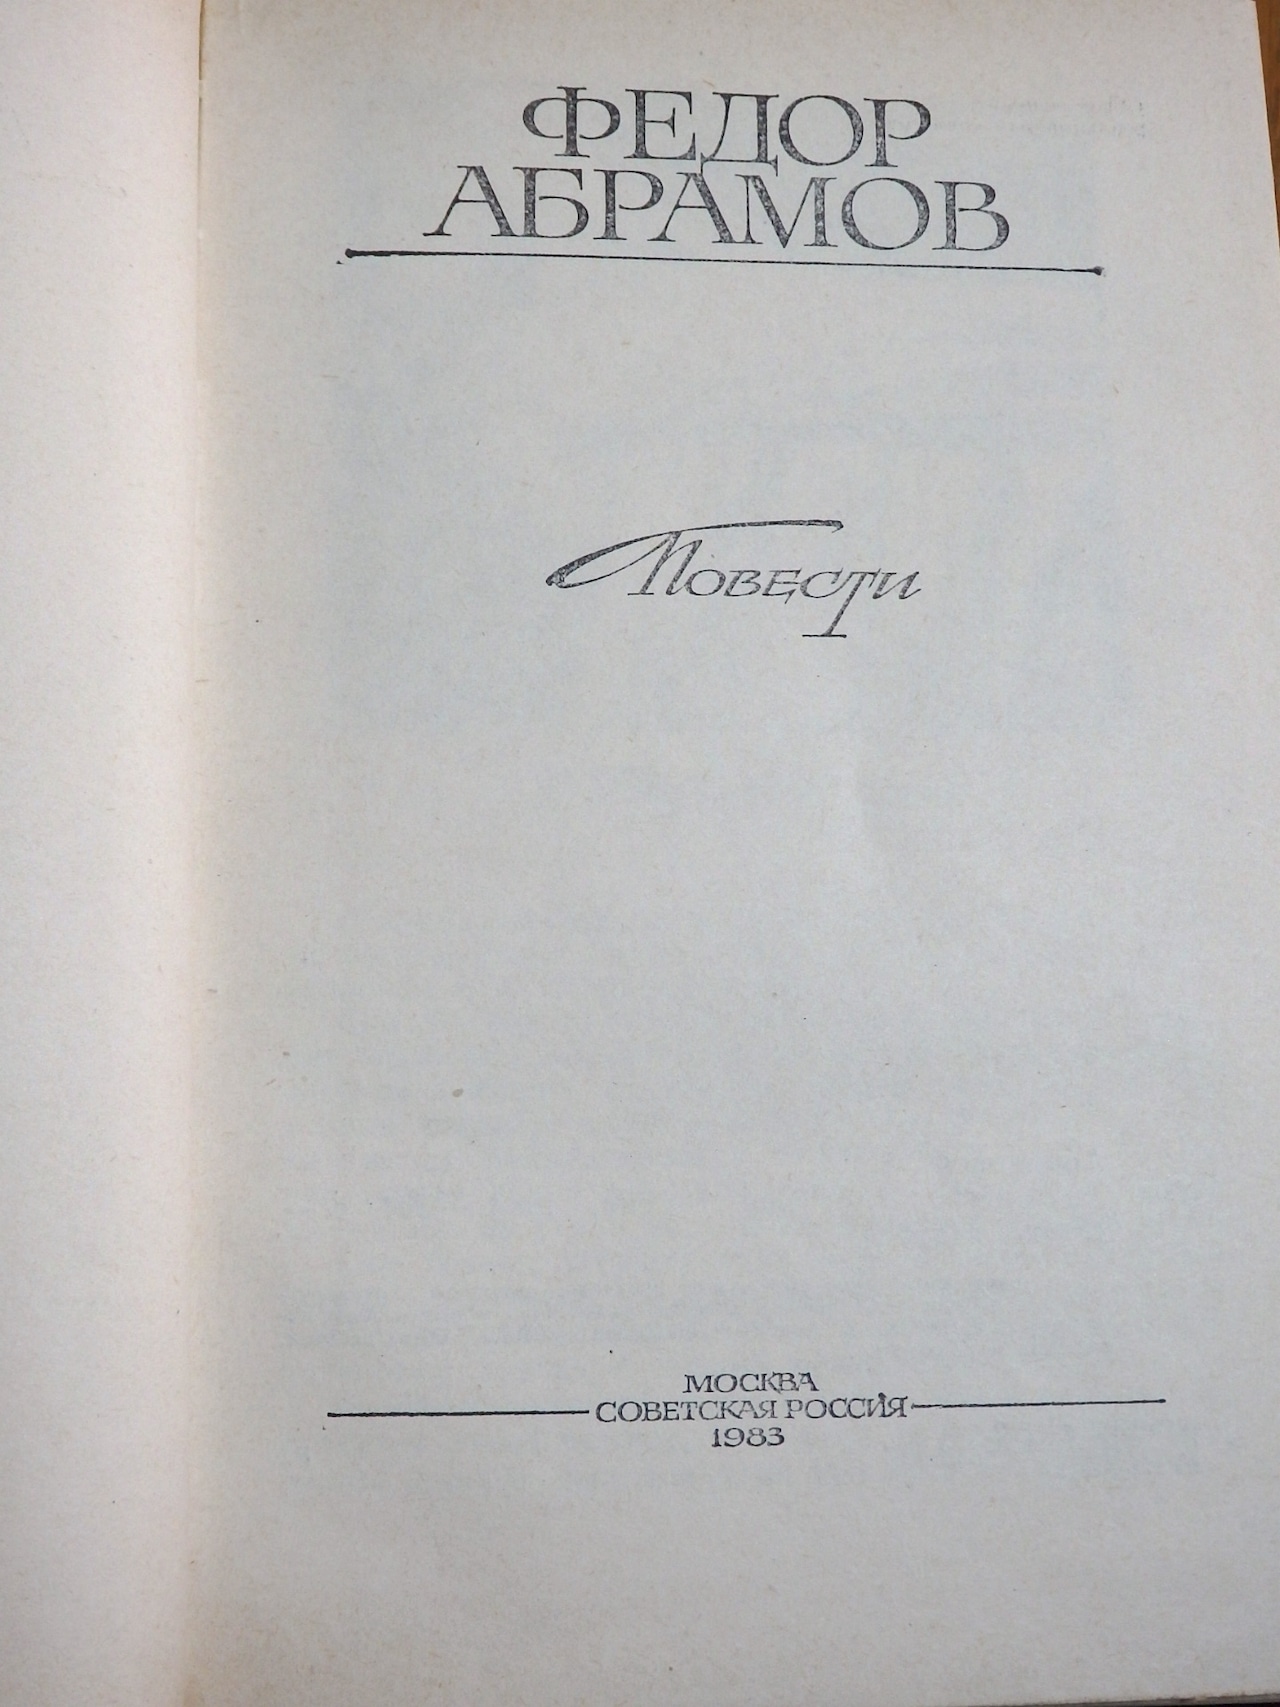 ФЕДОР
АБРАМОВ
Повести
МОСКВА
СОВЕТСКАЯ РОССИЯ
1983